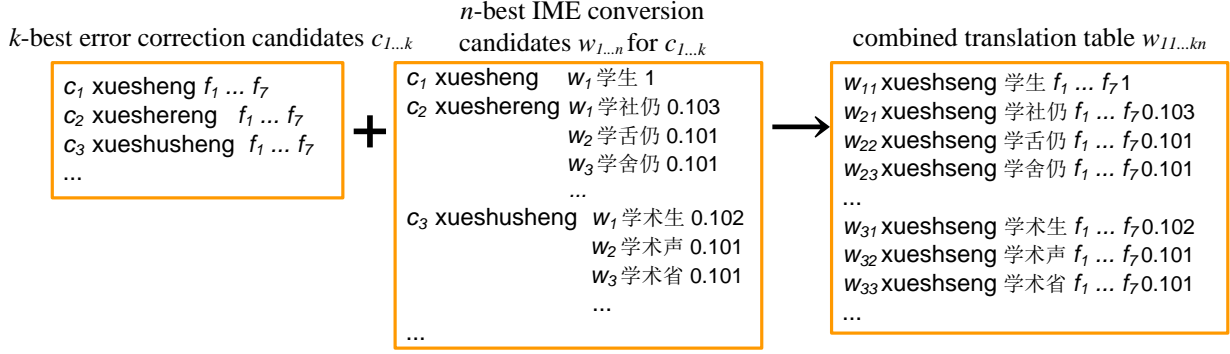 k-best error correction candidates c1...k
c1 xuesheng f1 ... f7
c2 xueshereng f1 ... f7
c3 xueshusheng f1 ... f7
...
+
n-best IME conversion
candidates w1...n for c1...k
c1 xuesheng w1 学生 1
c2 xueshereng w1 学社仍 0.103
w2 学舌仍 0.101
w3 学舍仍 0.101
...
c3 xueshusheng w1 学术生 0.102
w2 学术声 0.101
w3 学术省 0.101
...
...
combined translation table w11...kn
w11 xueshseng 学生 f1 ... f7 1
w21 xueshseng 学社仍 f1 ... f7 0.103
w22 xueshseng 学舌仍 f1 ... f7 0.101
w23 xueshseng 学舍仍 f1 ... f7 0.101
...
w31 xueshseng 学术生 f1 ... f7 0.102
w32 xueshseng 学术声 f1 ... f7 0.101
w33 xueshseng 学术省 f1 ... f7 0.101
...